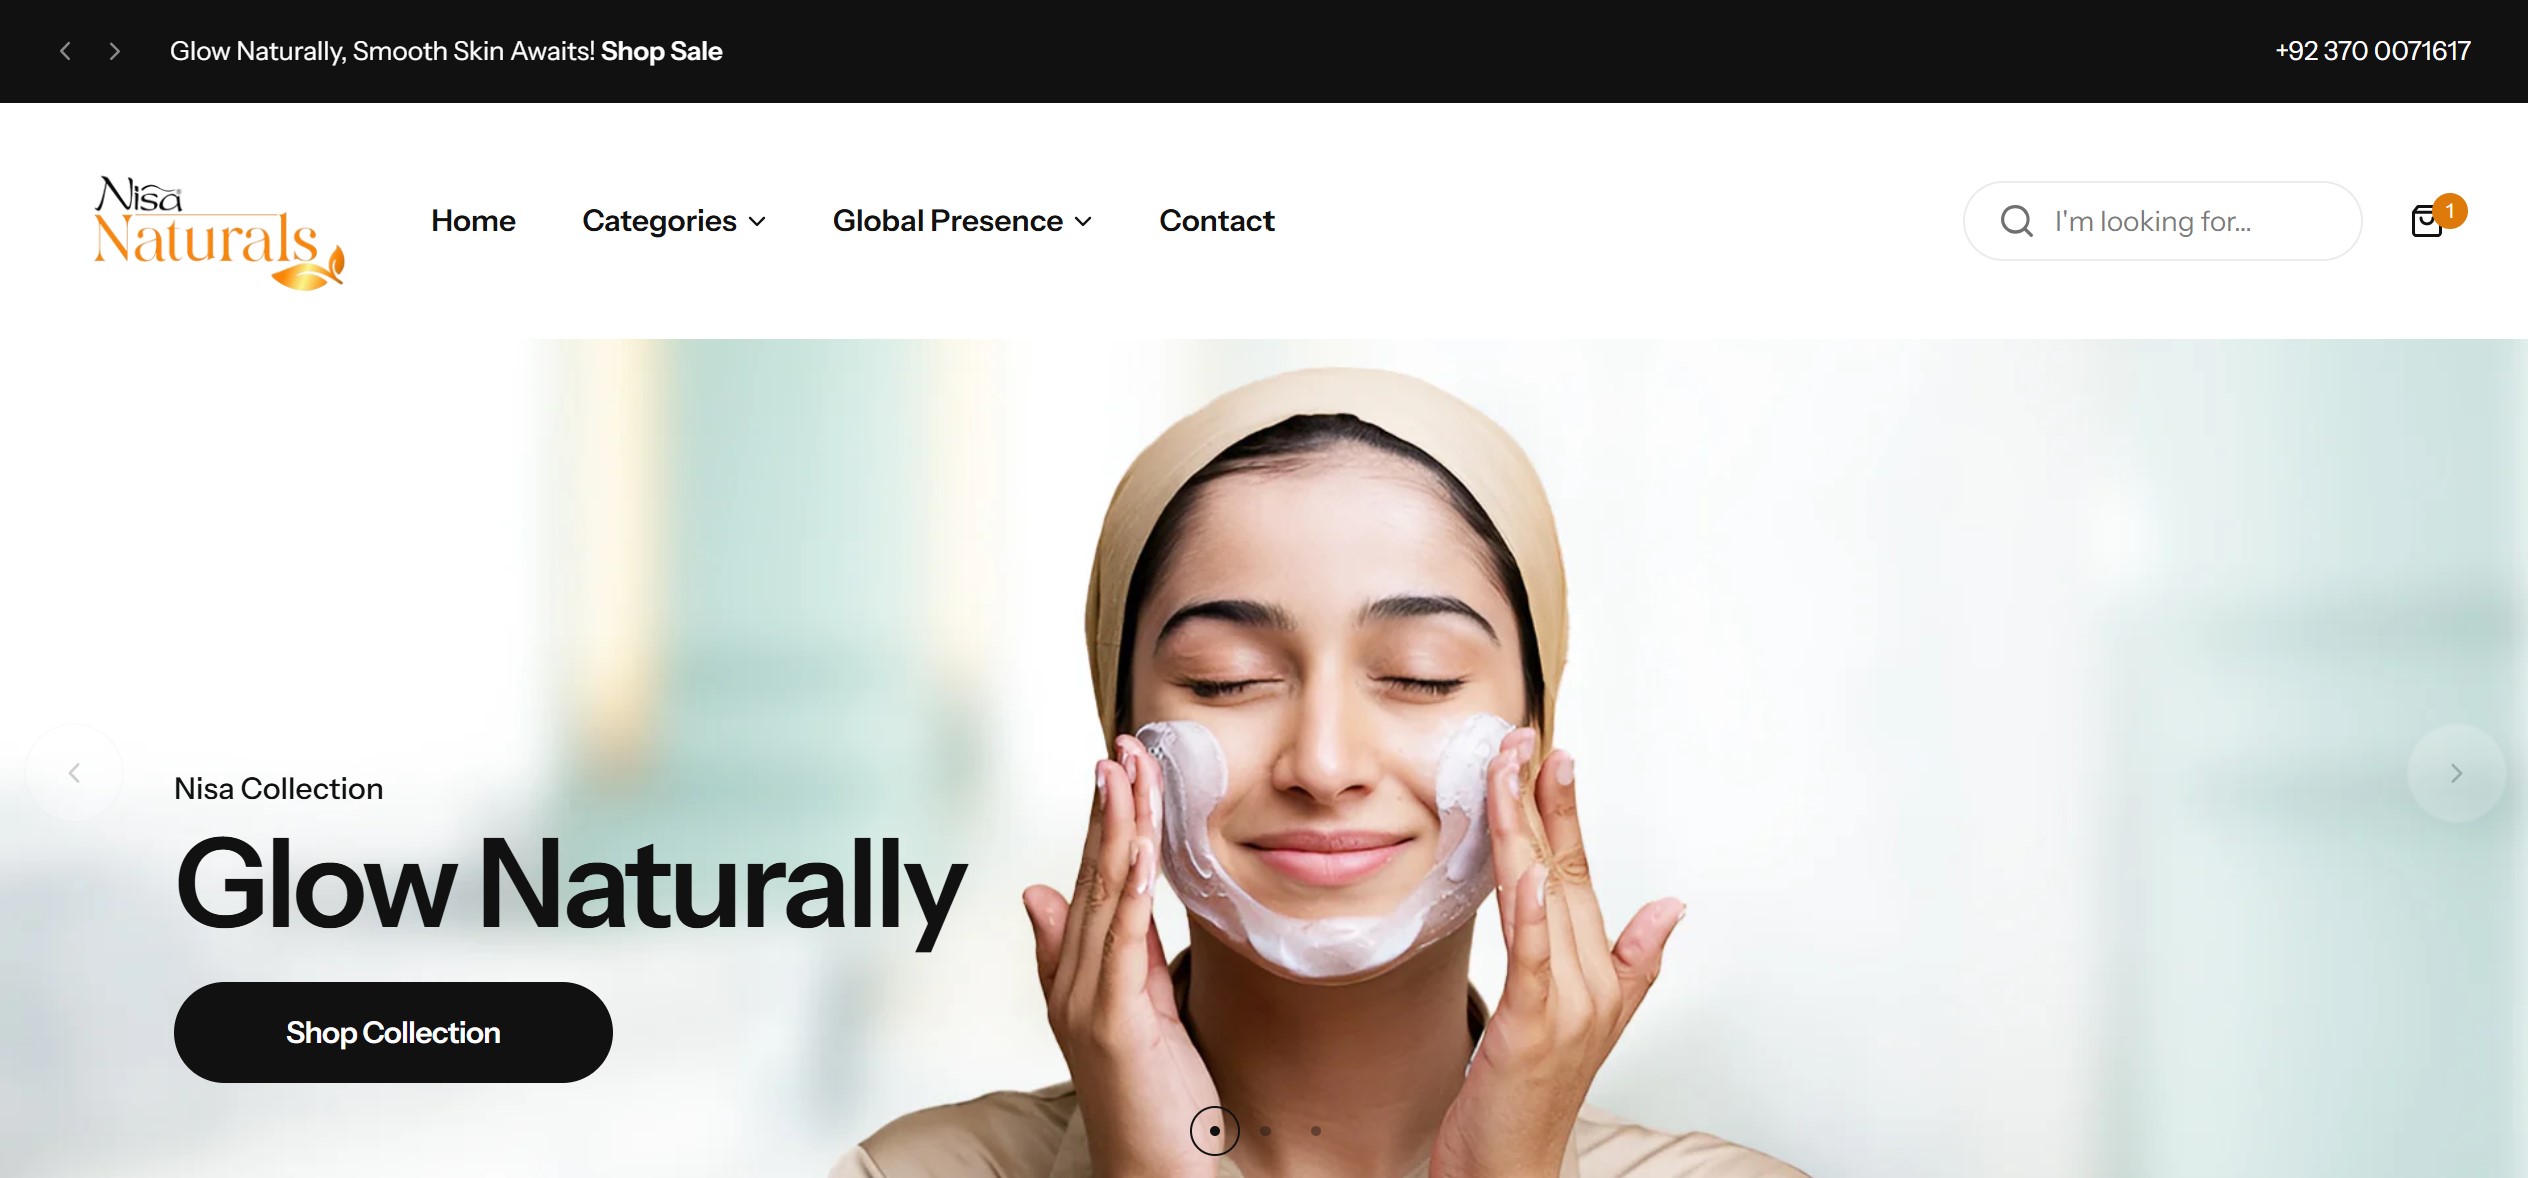 Glow Naturally, Smooth Skin Awaits! Shop Sale
+92 370 0071617
Nisa
Naturals
Home
Categories
Global Presence
Contact
I'm looking for...
1
Nisa Collection
Glow Naturally
Shop Collection